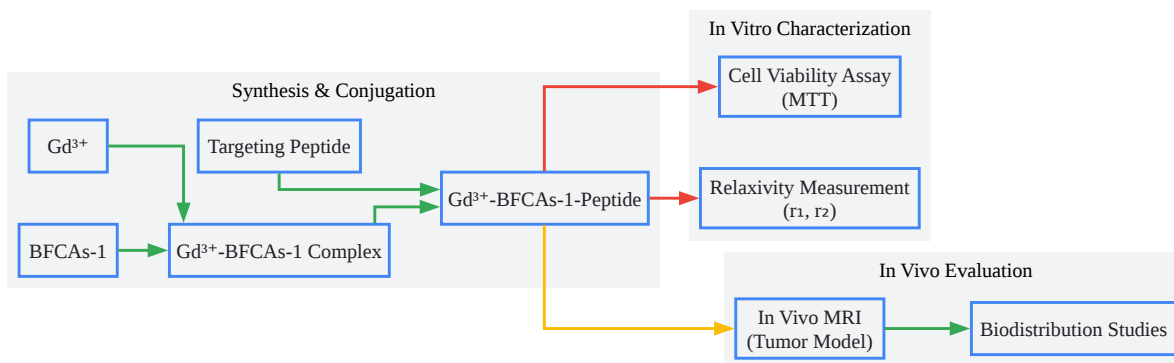 In Vitro Characterization
Cell Viability Assay
(MTT)
Synthesis & Conjugation
Gd³⁺
Targeting Peptide
Relaxivity Measurement
(r₁, r₂)
Gd³⁺-BFCAs-1-Peptide
BFCAs-1
Gd³⁺-BFCAs-1 Complex
In Vivo Evaluation
In Vivo MRI
(Tumor Model)
Biodistribution Studies